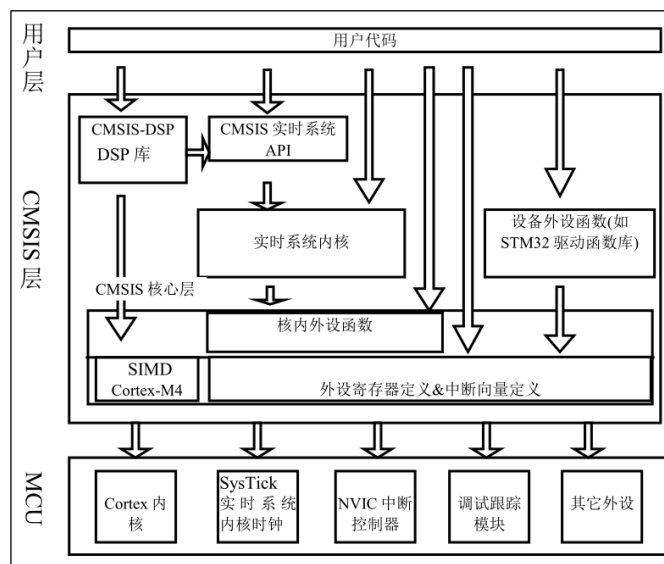 用户层
用户代码
CMSIS 层
CMSIS-DSP
DSP 库
CMSIS 实时系统
API
实时系统内核
设备外设函数(如
STM32 驱动函数库)
CMSIS 核心层
核内外设函数
SIMD
Cortex-M4
外设寄存器定义&中断向量定义
MCU
Cortex 内
核
SysTick
实时系统
内核时钟
NVIC 中断
控制器
调试跟踪
模块
其它外设